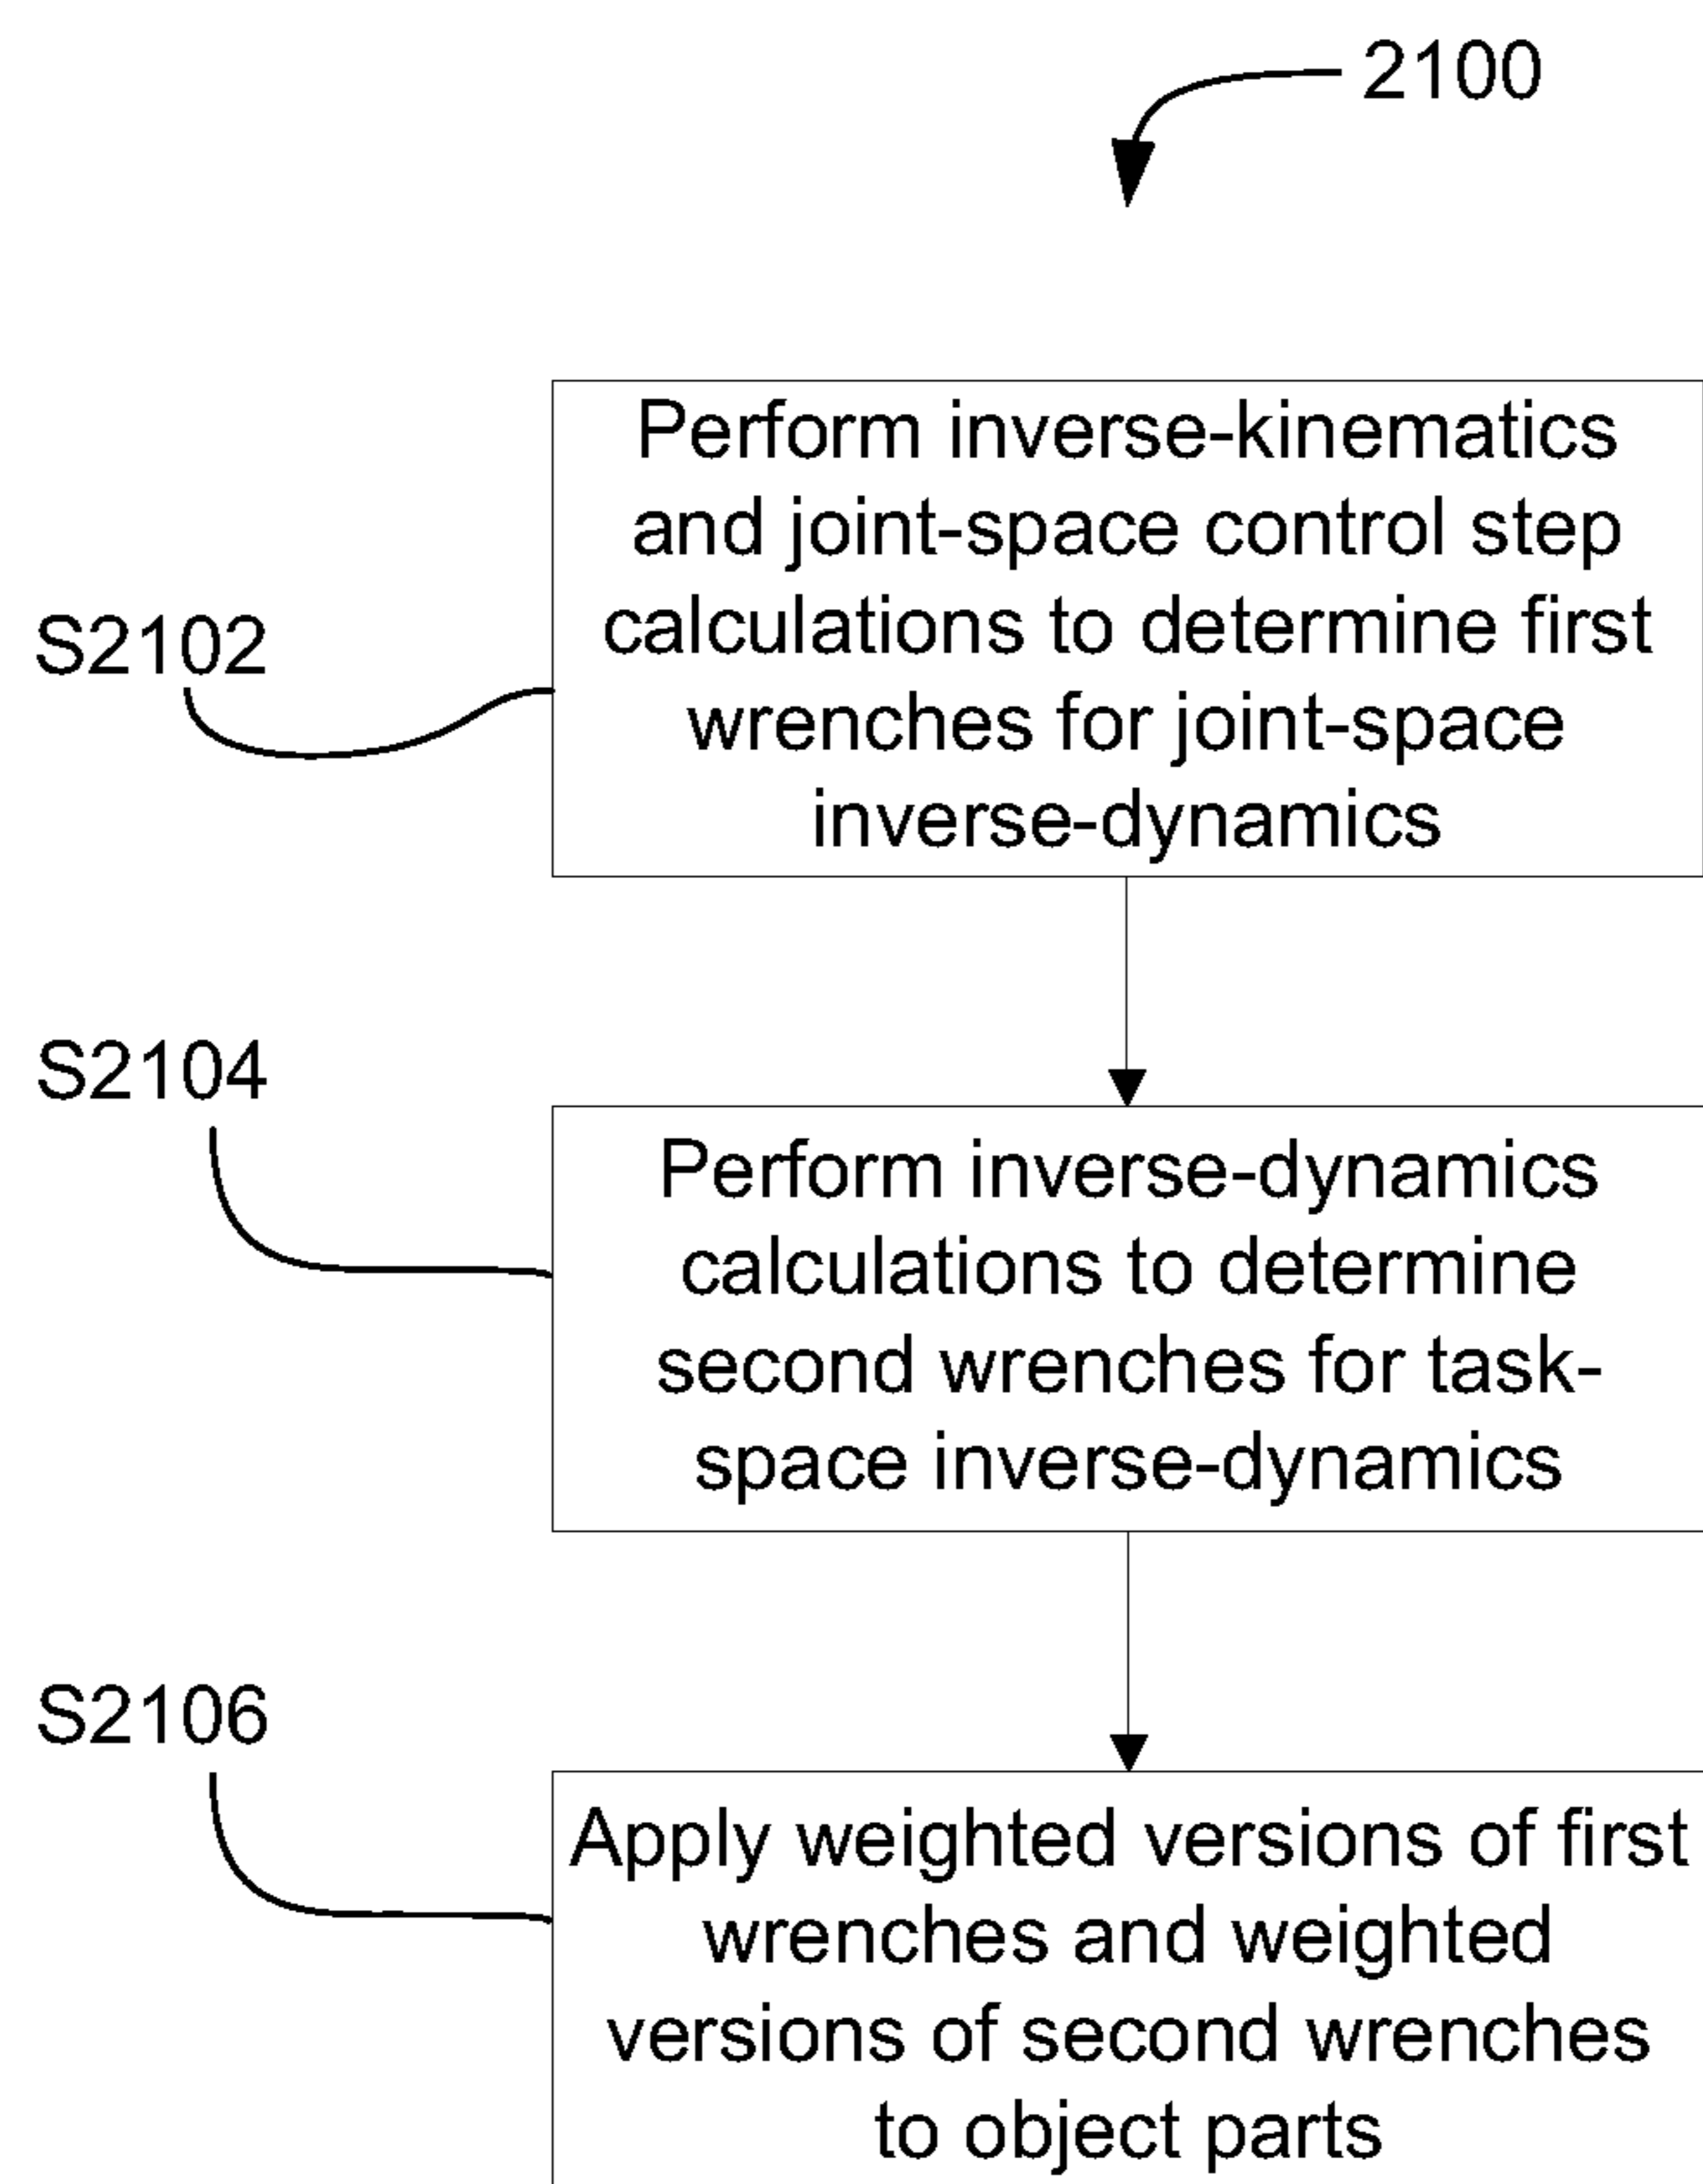 2100
Perform inverse-kinematics
and joint-space control step
calculations to determine first
wrenches for joint-space
inverse-dynamics
S2102
S2104
Perform inverse-dynamics
calculations to determine
second wrenches for task-
space inverse-dynamics
S2106
Apply weighted versions of first
wrenches and weighted
versions of second wrenches
to object parts